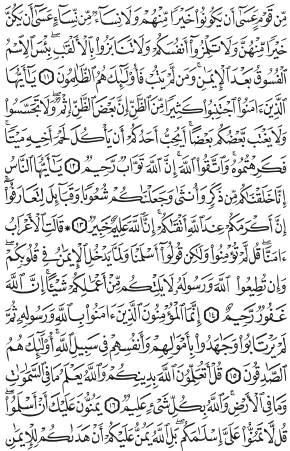 مِّن قَوْمٍ عَسَىٰ أَن يَكُونُوا۟ خَيْرًا مِّنْهُمْ وَلَا نِسَآءٌ مِّن نِّسَآءٍ عَسَىٰ أَن يَكُنَّ
خَيْرًا مِّنْهُنَّ وَلَا تَلْمِزُوٓا۟ أَنفُسَكُمْ وَلَا تَنَابَزُوا۟ بِٱلْأَلْقَـٰبِ بِئْسَ ٱلِٱسْمُ
ٱلْفُسُوقُ بَعْدَ ٱلْإِيمَـٰنِ وَمَن لَّمْ يَتُبْ فَأُو۟لَـٰٓئِكَ هُمُ ٱلظَّـٰلِمُونَ ١١ يَـٰٓأَيُّهَا
ٱلَّذِينَ ءَامَنُوا۟ ٱجْتَنِبُوا۟ كَثِيرًا مِّنَ ٱلظَّنِّ إِنَّ بَعْضَ ٱلظَّنِّ إِثْمٌ وَلَا تَجَسَّسُوا۟
وَلَا يَغْتَب بَّعْضُكُم بَعْضًا أَيُحِبُّ أَحَدُكُمْ أَن يَأْكُلَ لَحْمَ أَخِيهِ مَيْتًا
فَكَرِهْتُمُوهُ وَٱتَّقُوا۟ ٱللَّهَ إِنَّ ٱللَّهَ تَوَّابٌ رَّحِيمٌ ١٢ يَـٰٓأَيُّهَا ٱلنَّاسُ
إِنَّا خَلَقْنَـٰكُم مِّن ذَكَرٍ وَأُنثَىٰ وَجَعَلْنَـٰكُمْ شُعُوبًا وَقَبَآئِلَ لِتَعَارَفُوٓا۟
إِنَّ أَكْرَمَكُمْ عِندَ ٱللَّهِ أَتْقَىٰكُمْ إِنَّ ٱللَّهَ عَلِيمٌ خَبِيرٌ ١٣ * قَالَتِ ٱلْأَعْرَابُ
ءَامَنَّا قُل لَّمْ تُؤْمِنُوا۟ وَلَـٰكِن قُولُوٓا۟ أَسْلَمْنَا وَلَمَّا يَدْخُلِ ٱلْإِيمَـٰنُ فِى قُلُوبِكُمْ
وَإِن تُطِيعُوا۟ ٱللَّهَ وَرَسُولَهُۥ لَا يَلِتْكُم مِّنْ أَعْمَـٰلِكُمْ شَيْـًٔا إِنَّ ٱللَّهَ
غَفُورٌ رَّحِيمٌ ١٤ إِنَّمَا ٱلْمُؤْمِنُونَ ٱلَّذِينَ ءَامَنُوا۟ بِٱللَّهِ وَرَسُولِهِۦ ثُمَّ
لَمْ يَرْتَابُوا۟ وَجَـٰهَدُوا۟ بِأَمْوَٰلِهِمْ وَأَنفُسِهِمْ فِى سَبِيلِ ٱللَّهِ أُو۟لَـٰٓئِكَ هُمُ
ٱلصَّـٰدِقُونَ ١٥ قُلْ أَتُعَلِّمُونَ ٱللَّهَ بِدِينِكُمْ وَٱللَّهُ يَعْلَمُ مَا فِى ٱلسَّمَـٰوَٰتِ
وَمَا فِى ٱلْأَرْضِ وَٱللَّهُ بِكُلِّ شَىْءٍ عَلِيمٌ ١٦ يَمُنُّونَ عَلَيْكَ أَنْ أَسْلَمُوا۟
قُل لَّا تَمُنُّوا۟ عَلَىَّ إِسْلَـٰمَكُم بَلِ ٱللَّهُ يَمُنُّ عَلَيْكُمْ أَنْ هَدَىٰكُمْ لِلْإِيمَـٰنِ